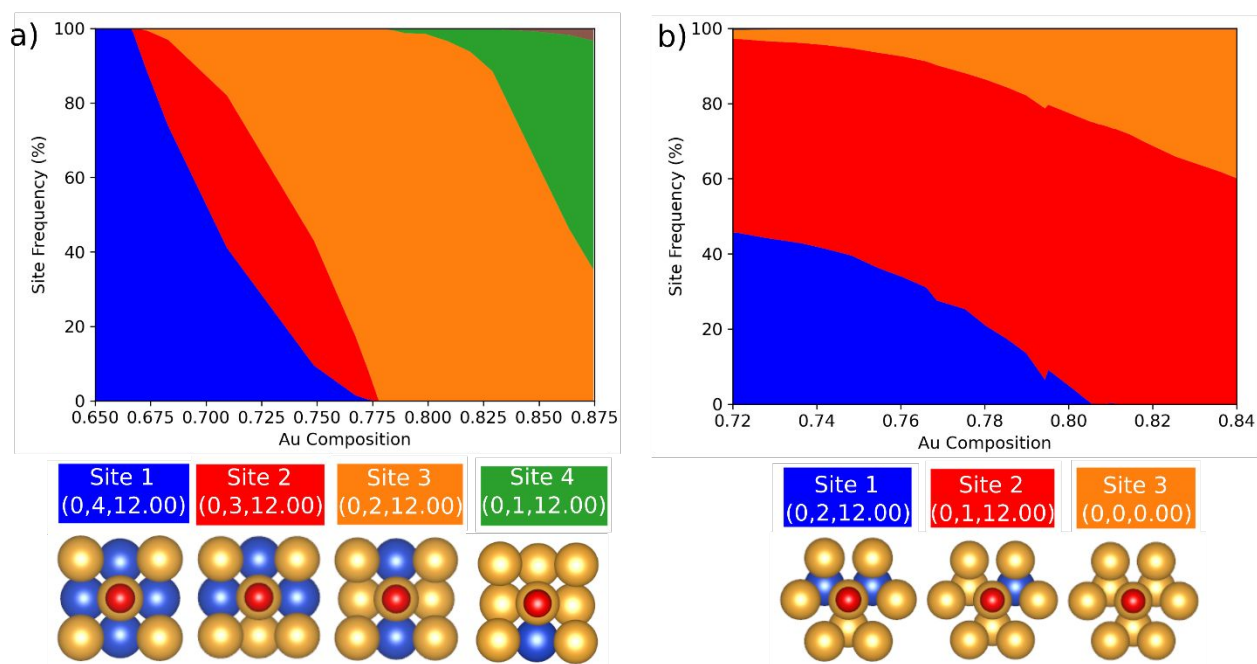 a)
100
80
60
40
20
0
Site Frequency (%)
0.650 0.675 0.700 0.725 0.750 0.775 0.800 0.825 0.850 0.875
Au Composition
Site 1
(0,4,12.00)
Site 2
(0,3,12.00)
Site 3
(0,2,12.00)
Site 4
(0,1,12.00)
b)
100
80
60
40
20
0
Site Frequency (%)
0.72 0.74 0.76 0.78 0.80 0.82 0.84
Au Composition
Site 1
(0,2,12.00)
Site 2
(0,1,12.00)
Site 3
(0,0,0.00)